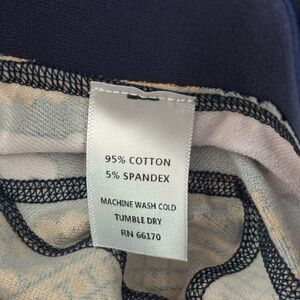 95% COTTON
5% SPANDEX
MACHINE WASH COLD
TUMBLE DRY
RN 66170